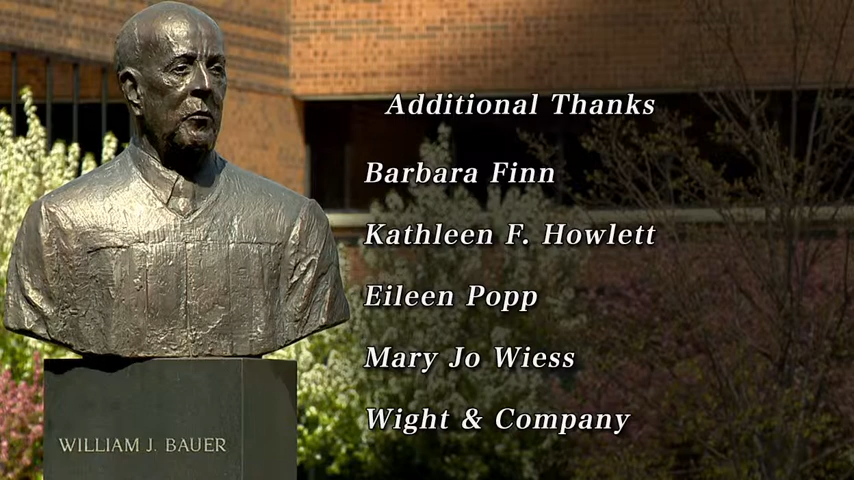 Additional Thanks
Barbara Finn
Kathleen F. Howlett
Eileen Popp
Mary Jo Wiess
Wight & Company
WILLIAM J. BAUER